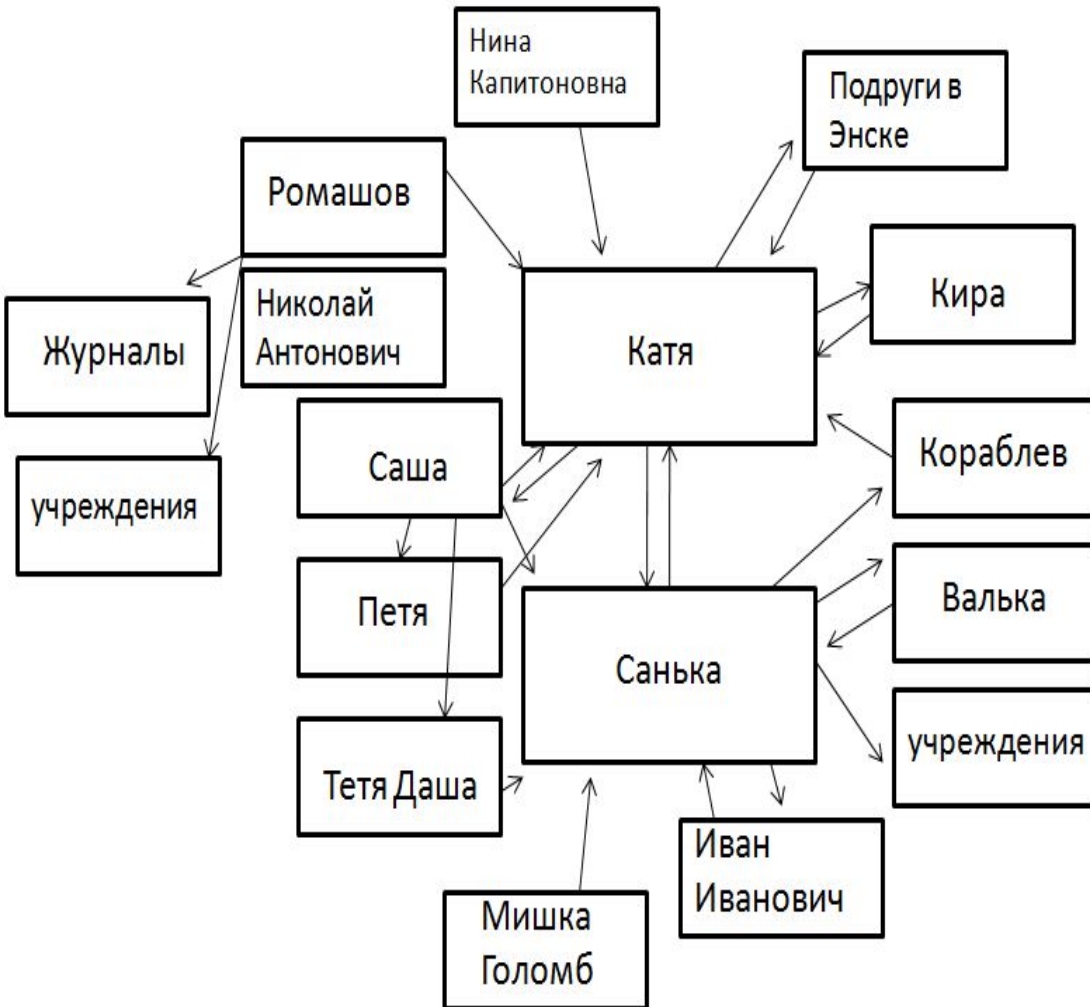 Нина
Капитоновна
Подруги в
Энске
Ромашов
Кира
Николай
Антонович
Журналы
Катя
Саша
Кораблев
учреждения
Петя
Валька
Санька
учреждения
Тетя Даша
Иван
Иванович
Мишка
Голомб